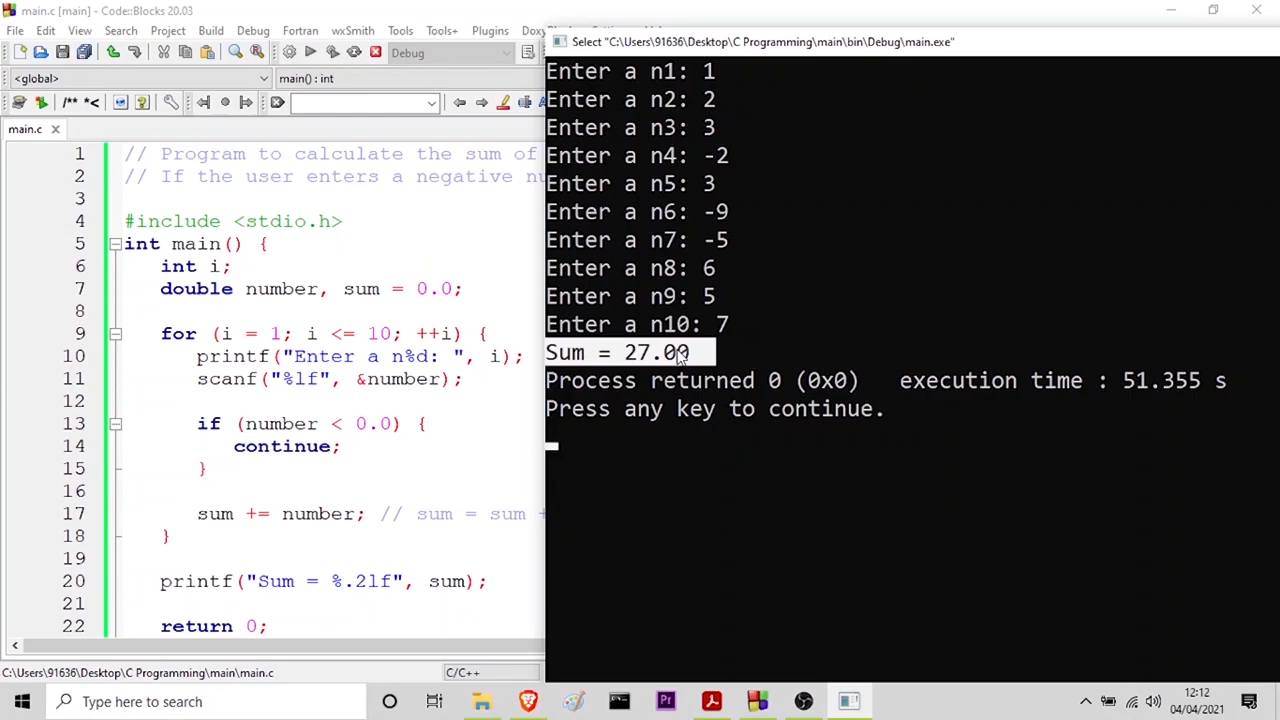 main.c [main] - Code::Blocks 20.03
File Edit View Search Project Build Debug Fortran wxSmith Tools Tools+ Plugins
Debug
<global>
main() : int
/** *<
main.c
Select "C:\Users\91636\Desktop\C Programming\main\bin\Debug\main.exe"
1 // Program to calculate the sum of
2 // If the user enters a negative
3
4 #include <stdio.h>
5 int main() {
6 int i;
7 double number, sum = 0.0;
8
9 for (i = 1; i <= 10; ++i) {
10 printf("Enter a n%d: ", i);
11 scanf("%lf", &number);
12
13 if (number < 0.0) {
14 continue;
15 }
16
17 sum += number; // sum = sum +
18 }
19
20 printf("Sum = %.2lf", sum);
21
22 return 0;
Enter a n1: 1
Enter a n2: 2
Enter a n3: 3
Enter a n4: -2
Enter a n5: 3
Enter a n6: -9
Enter a n7: -5
Enter a n8: 6
Enter a n9: 5
Enter a n10: 7
Sum = 27.00
Process returned 0 (0x0) execution time : 51.355 s
Press any key to continue.
C:\Users\91636\Desktop\C Programming\main\main.c
C/C++
Type here to search
Pr
12:12
04/04/2021